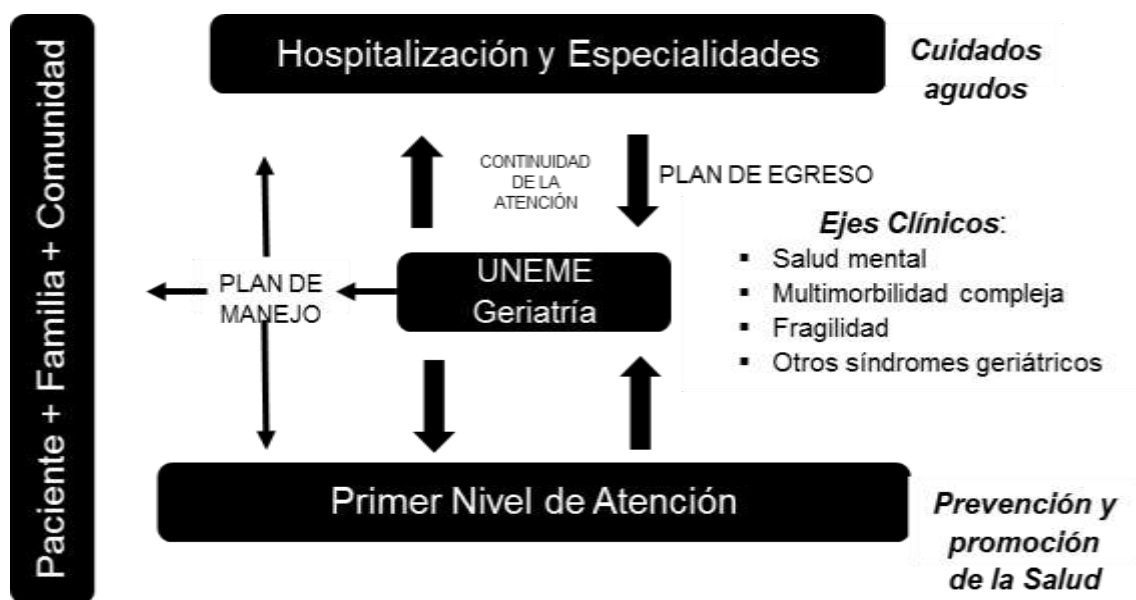 Paciente + Familia + Comunidad
Hospitalización y Especialidades
Cuidados
agudos
CONTINUIDAD
DE LA
ATENCIÓN
PLAN DE EGRESO
Ejes Clínicos:
▪ Salud mental
▪ Multimorbilidad compleja
▪ Fragilidad
▪ Otros síndromes geriátricos
UNEME
Geriatría
PLAN DE
MANEJO
Primer Nivel de Atención
Prevención y
promoción
de la Salud